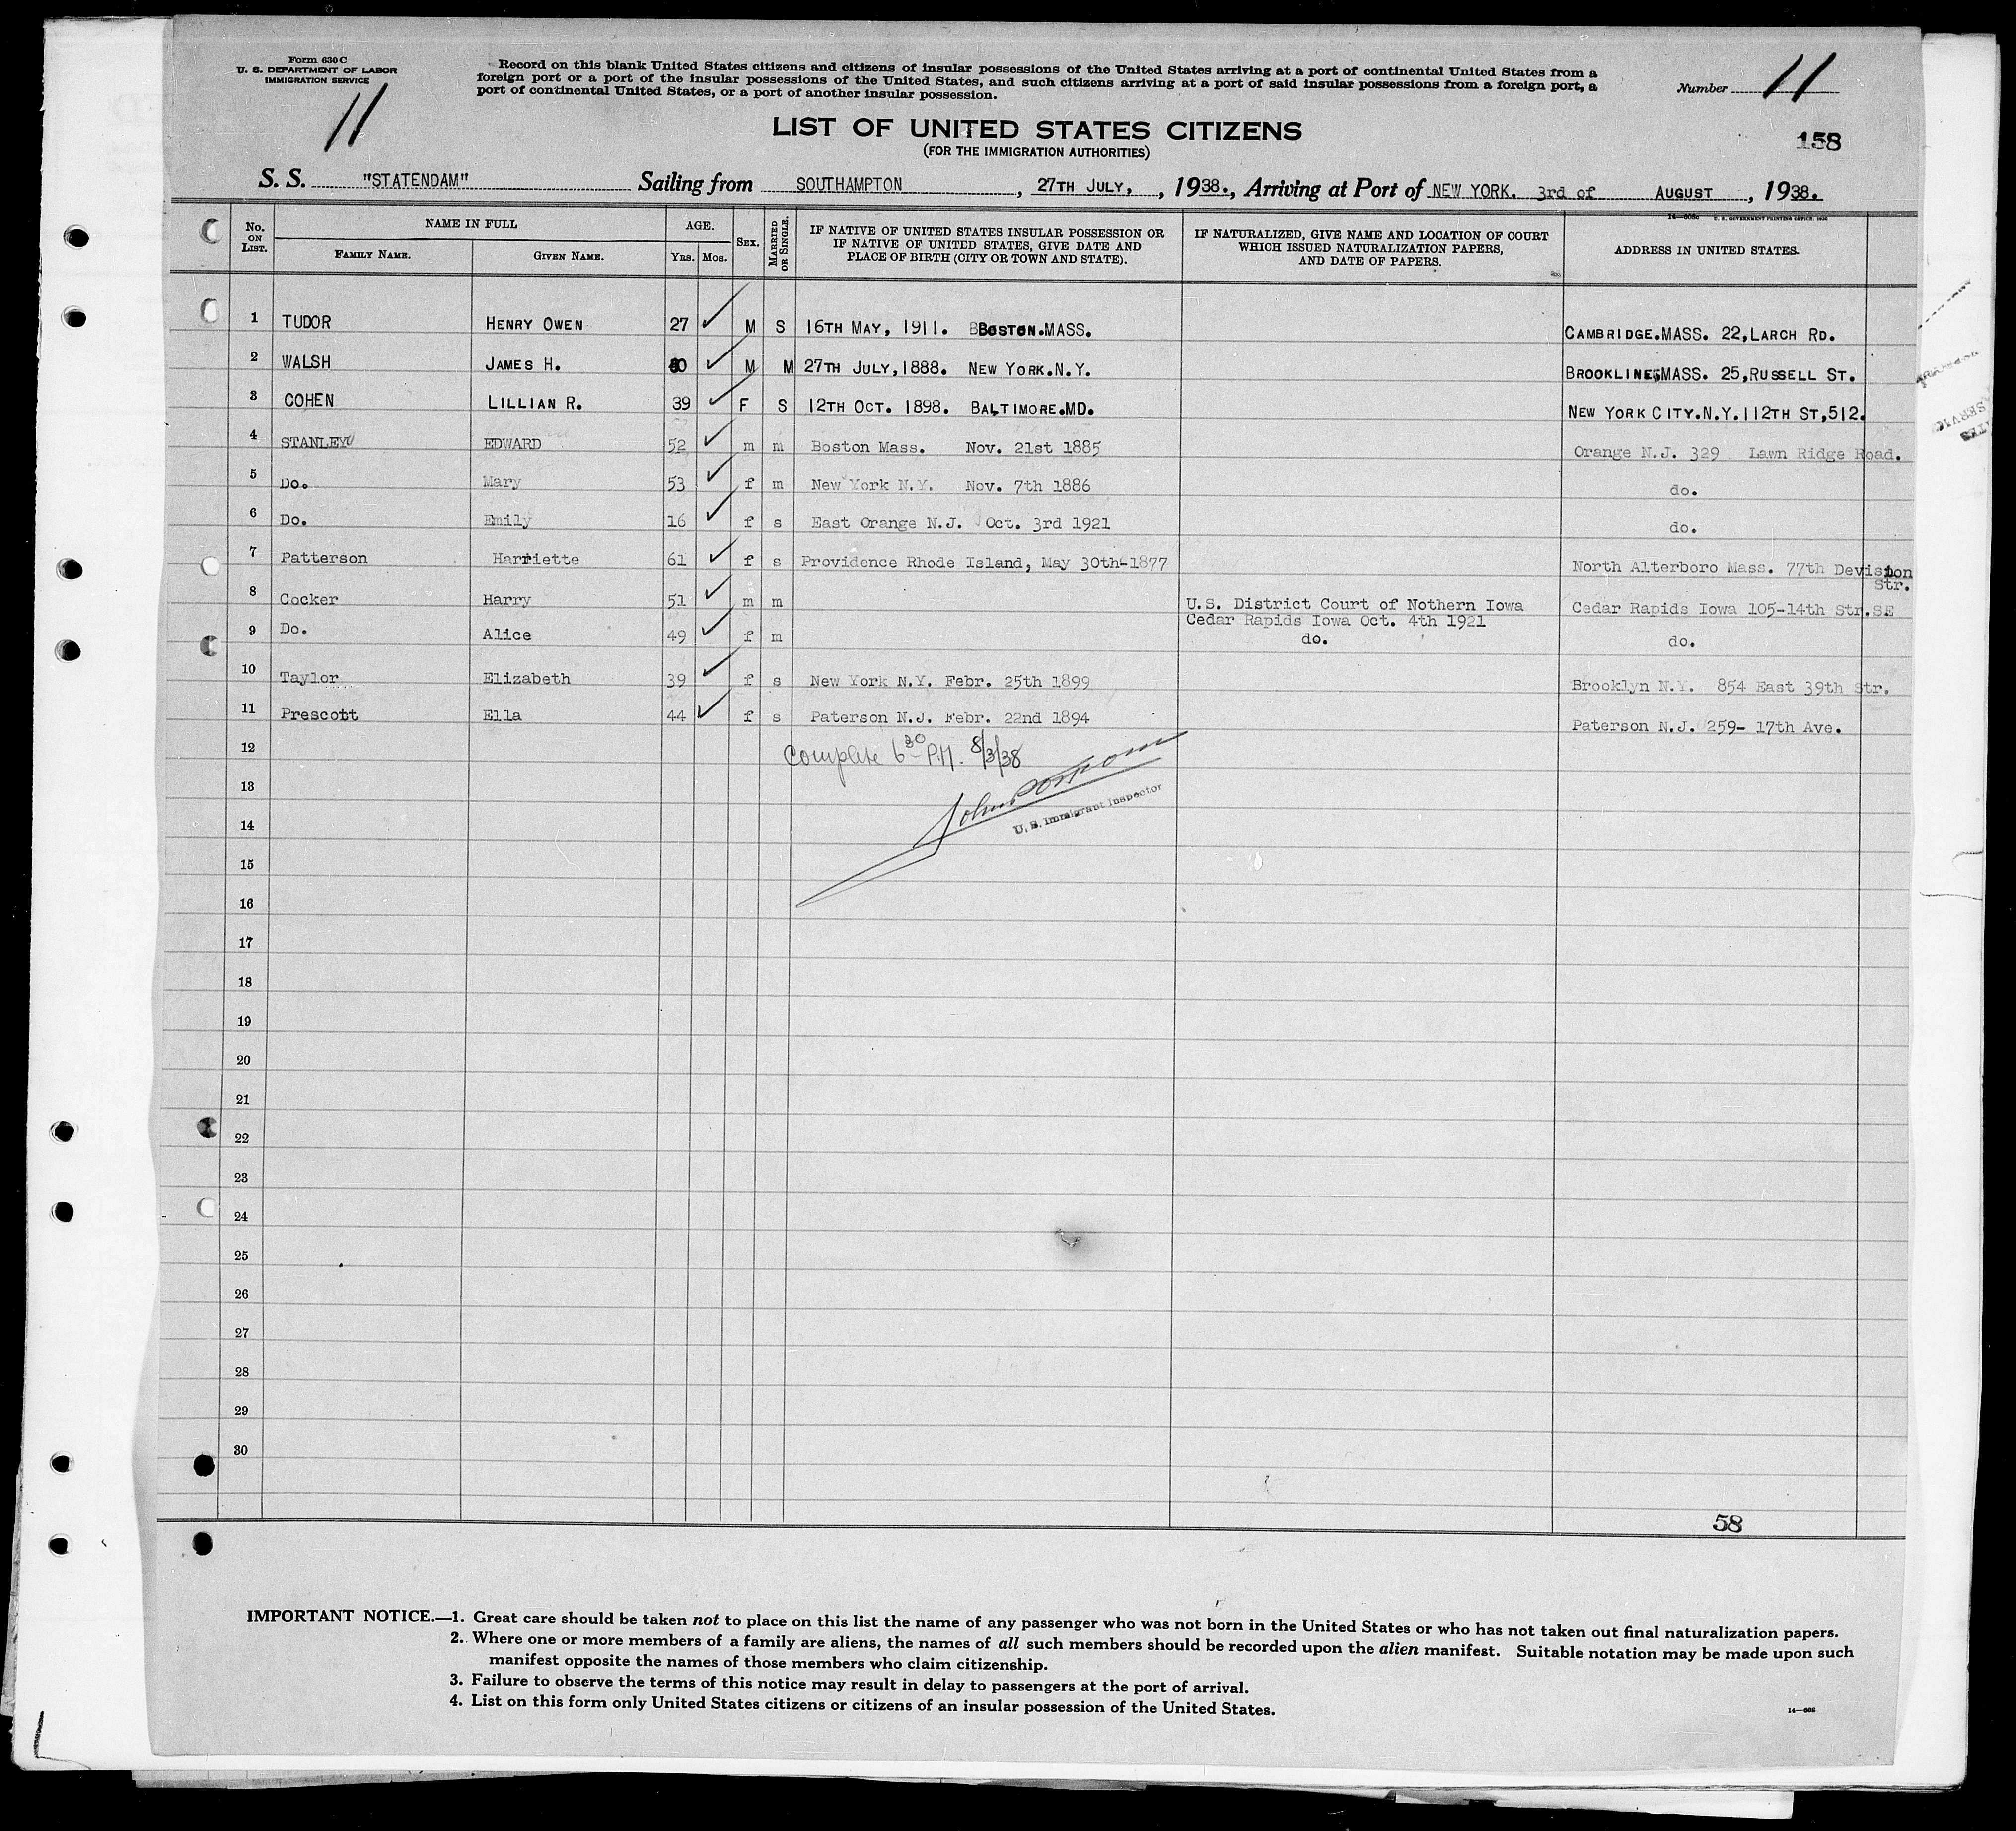 Form 630 C
U. S. DEPARTMENT OF LABOR
IMMIGRATION SERVICE
11
Record on this blank United States citizens and citizens of insular possessions of the United States arriving at a port of continental United States from a
foreign port or a port of the insular possessions of the United States, and such citizens arriving at a port of said insular possessions from a foreign port, a
port of continental United States, or a port of another insular possession.
Number 11
LIST OF UNITED STATES CITIZENS
(FOR THE IMMIGRATION AUTHORITIES)
158
S. S. "STATENDAM" Sailing from SOUTHAMPTON, 27TH JULY, , 1938., Arriving at Port of NEW YORK. 3rd of AUGUST, 1938.
No. ON LIST. NAME IN FULL FAMILY NAME. GIVEN NAME. AGE. YRS. MOS. SEX. MARRIED OR SINGLE. IF NATIVE OF UNITED STATES INSULAR POSSESSION OR IF NATIVE OF UNITED STATES, GIVE DATE AND PLACE OF BIRTH (CITY OR TOWN AND STATE). IF NATURALIZED, GIVE NAME AND LOCATION OF COURT WHICH ISSUED NATURALIZATION PAPERS, AND DATE OF PAPERS. ADDRESS IN UNITED STATES.
1 TUDOR HENRY OWEN 27 M S 16TH MAY, 1911. BBOSTON.MASS. CAMBRIDGE.MASS. 22,LARCH RD.
2 WALSH JAMES H. 50 M M 27TH JULY,1888. NEW YORK.N.Y. BROOKLINE,MASS. 25,RUSSELL ST.
3 COHEN LILLIAN R. 39 F S 12TH OCT. 1898. BALTIMORE.MD. NEW YORK CITY.N.Y.112TH ST,512.
4 STANLEY EDWARD 52 m m Boston Mass. Nov. 21st 1885 Orange N.J. 329 Lawn Ridge Road.
5 Do. Mary 53 f m New York N.Y. Nov. 7th 1886 do.
6 Do. Emily 16 f s East Orange N.J. Oct. 3rd 1921 do.
7 Patterson Harriette 61 f s Providence Rhode Island, May 30th-1877 North Alterboro Mass. 77th Devision
Str.
8 Cocker Harry 51 m m U.S. District Court of Nothern Iowa Cedar Rapids Iowa 105-14th Str.SE
Cedar Rapids Iowa Oct. 4th 1921
9 Do. Alice 49 f m do. do.
10 Taylor Elizabeth 39 f s New York N.Y. Febr. 25th 1899 Brooklyn N.Y. 854 East 39th Str.
11 Prescott Ella 44 f s Paterson N.J. Febr. 22nd 1894 Paterson N.J. 259- 17th Ave.
12 Complete 6 30 P.M. 8/3/38
13
U. S. Immigrant Inspector
14
15
16
17
18
19
20
21
22
23
24
25
26
27
28
29
30
58
IMPORTANT NOTICE.—1. Great care should be taken not to place on this list the name of any passenger who was not born in the United States or who has not taken out final naturalization papers.
2. Where one or more members of a family are aliens, the names of all such members should be recorded upon the alien manifest. Suitable notation may be made upon such
manifest opposite the names of those members who claim citizenship.
3. Failure to observe the terms of this notice may result in delay to passengers at the port of arrival.
4. List on this form only United States citizens or citizens of an insular possession of the United States.